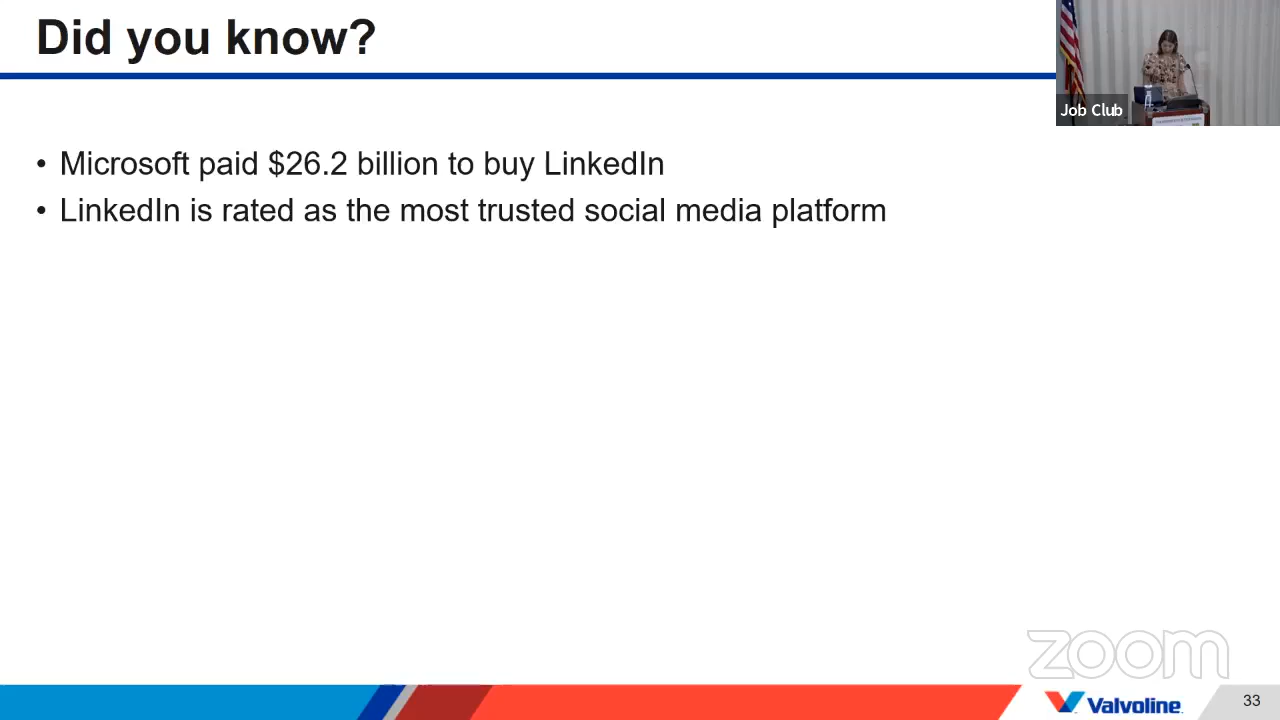 Did you know?
Job Club
• Microsoft paid $26.2 billion to buy LinkedIn
• LinkedIn is rated as the most trusted social media platform
zoom
Valvoline
33